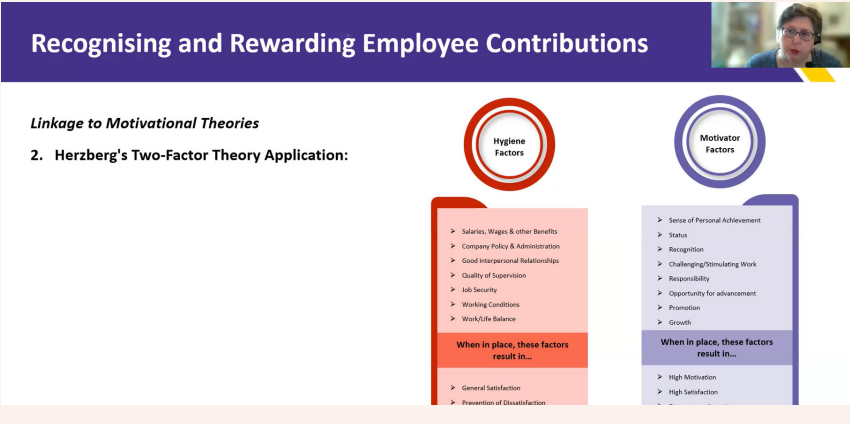 Recognising and Rewarding Employee Contributions
Linkage to Motivational Theories
2. Herzberg's Two-Factor Theory Application:
Hygiene
Factors
➢ Salaries, Wages & other Benefits
➢ Company Policy & Administration
➢ Good interpersonal Relationships
➢ Quality of Supervision
➢ Job Security
➢ Working Conditions
➢ Work/Life Balance
When in place, these factors
result in…
➢ General Satisfaction
➢ Prevention of Dissatisfaction
Motivator
Factors
➢ Sense of Personal Achievement
➢ Status
➢ Recognition
➢ Challenging/Stimulating Work
➢ Responsibility
➢ Opportunity for advancement
➢ Promotion
➢ Growth
When in place, these factors
result in…
➢ High Motivation
➢ High Satisfaction